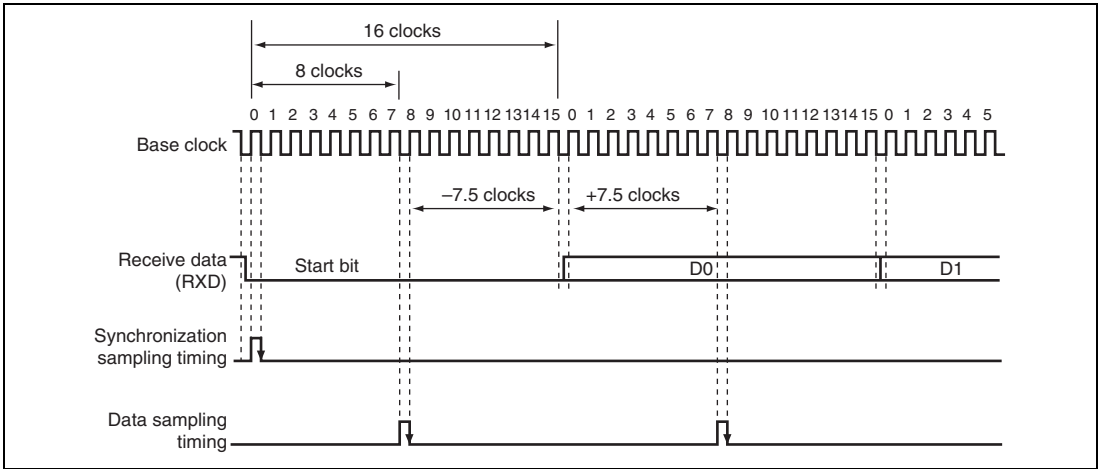 16 clocks
8 clocks
0 1 2 3 4 5 6 7 8 9 10 11 12 13 14 15 0 1 2 3 4 5 6 7 8 9 10 11 12 13 14 15 0 1 2 3 4 5
Base clock
–7.5 clocks +7.5 clocks
Receive data
(RXD)
Start bit D0 D1
Synchronization
sampling timing
Data sampling
timing